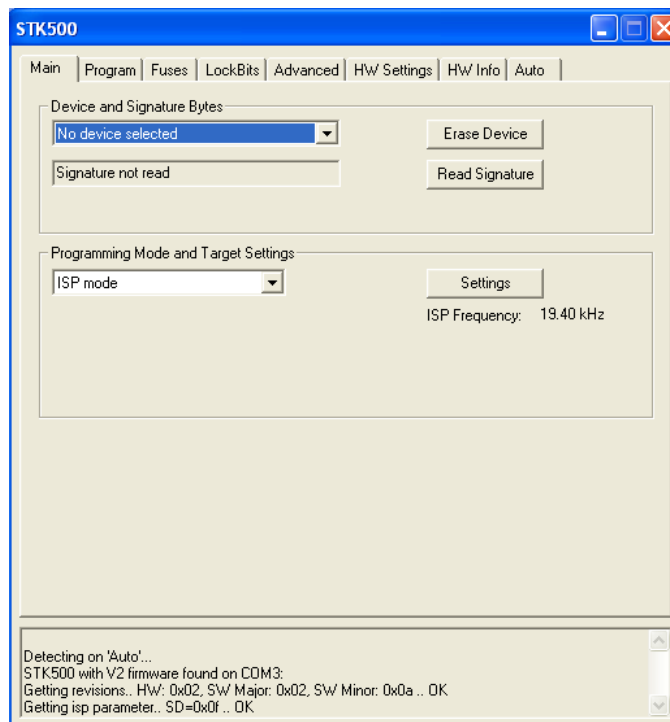 STK500
Main Program Fuses LockBits Advanced HW Settings HW Info Auto
Device and Signature Bytes
No device selected
Erase Device
Signature not read
Read Signature
Programming Mode and Target Settings
ISP mode
Settings
ISP Frequency: 19.40 kHz
Detecting on 'Auto'...
STK500 with V2 firmware found on COM3:
Getting revisions.. HW: 0x02, SW Major: 0x02, SW Minor: 0x0a .. OK
Getting isp parameter.. SD=0x0f .. OK